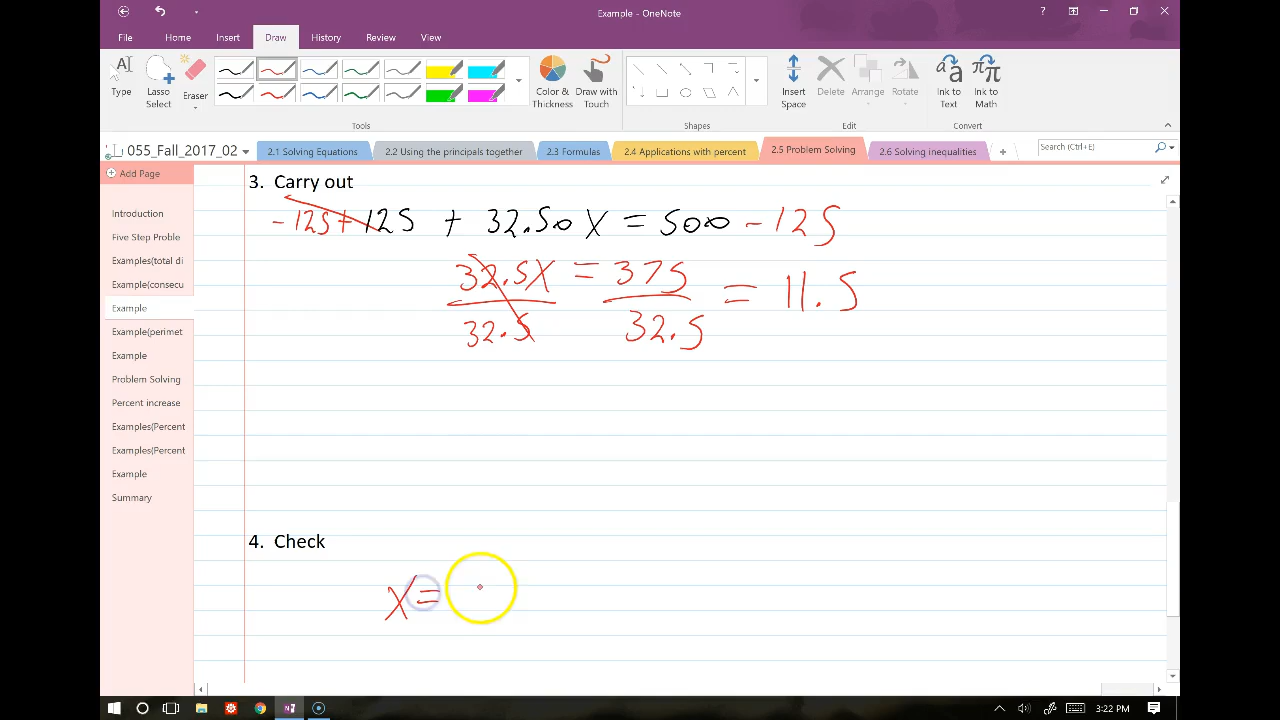 Example - OneNote
File Home Insert Draw History Review View
Type
Lasso Select
Eraser
Color & Thickness
Draw with Touch
Insert Space
Delete Arrange Rotate
Ink to Text
Ink to Math
Tools Shapes Edit Convert
055_Fall_2017_02 2.1 Solving Equations 2.2 Using the principals together 2.3 Formulas 2.4 Applications with percent 2.5 Problem Solving 2.6 Solving inequalities Search (Ctrl+E)
Add Page
Introduction
Five Step Proble
Examples(total di
Example(consecu
Example
Example(perimet
Example
Problem Solving
Percent increase
Examples(Percent
Examples(Percent
Example
Summary
3. Carry out
-125+125 + 32.50X = 500 -125
32.5X = 375 = 11.5
32.5 32.5
4. Check
X=
3:22 PM